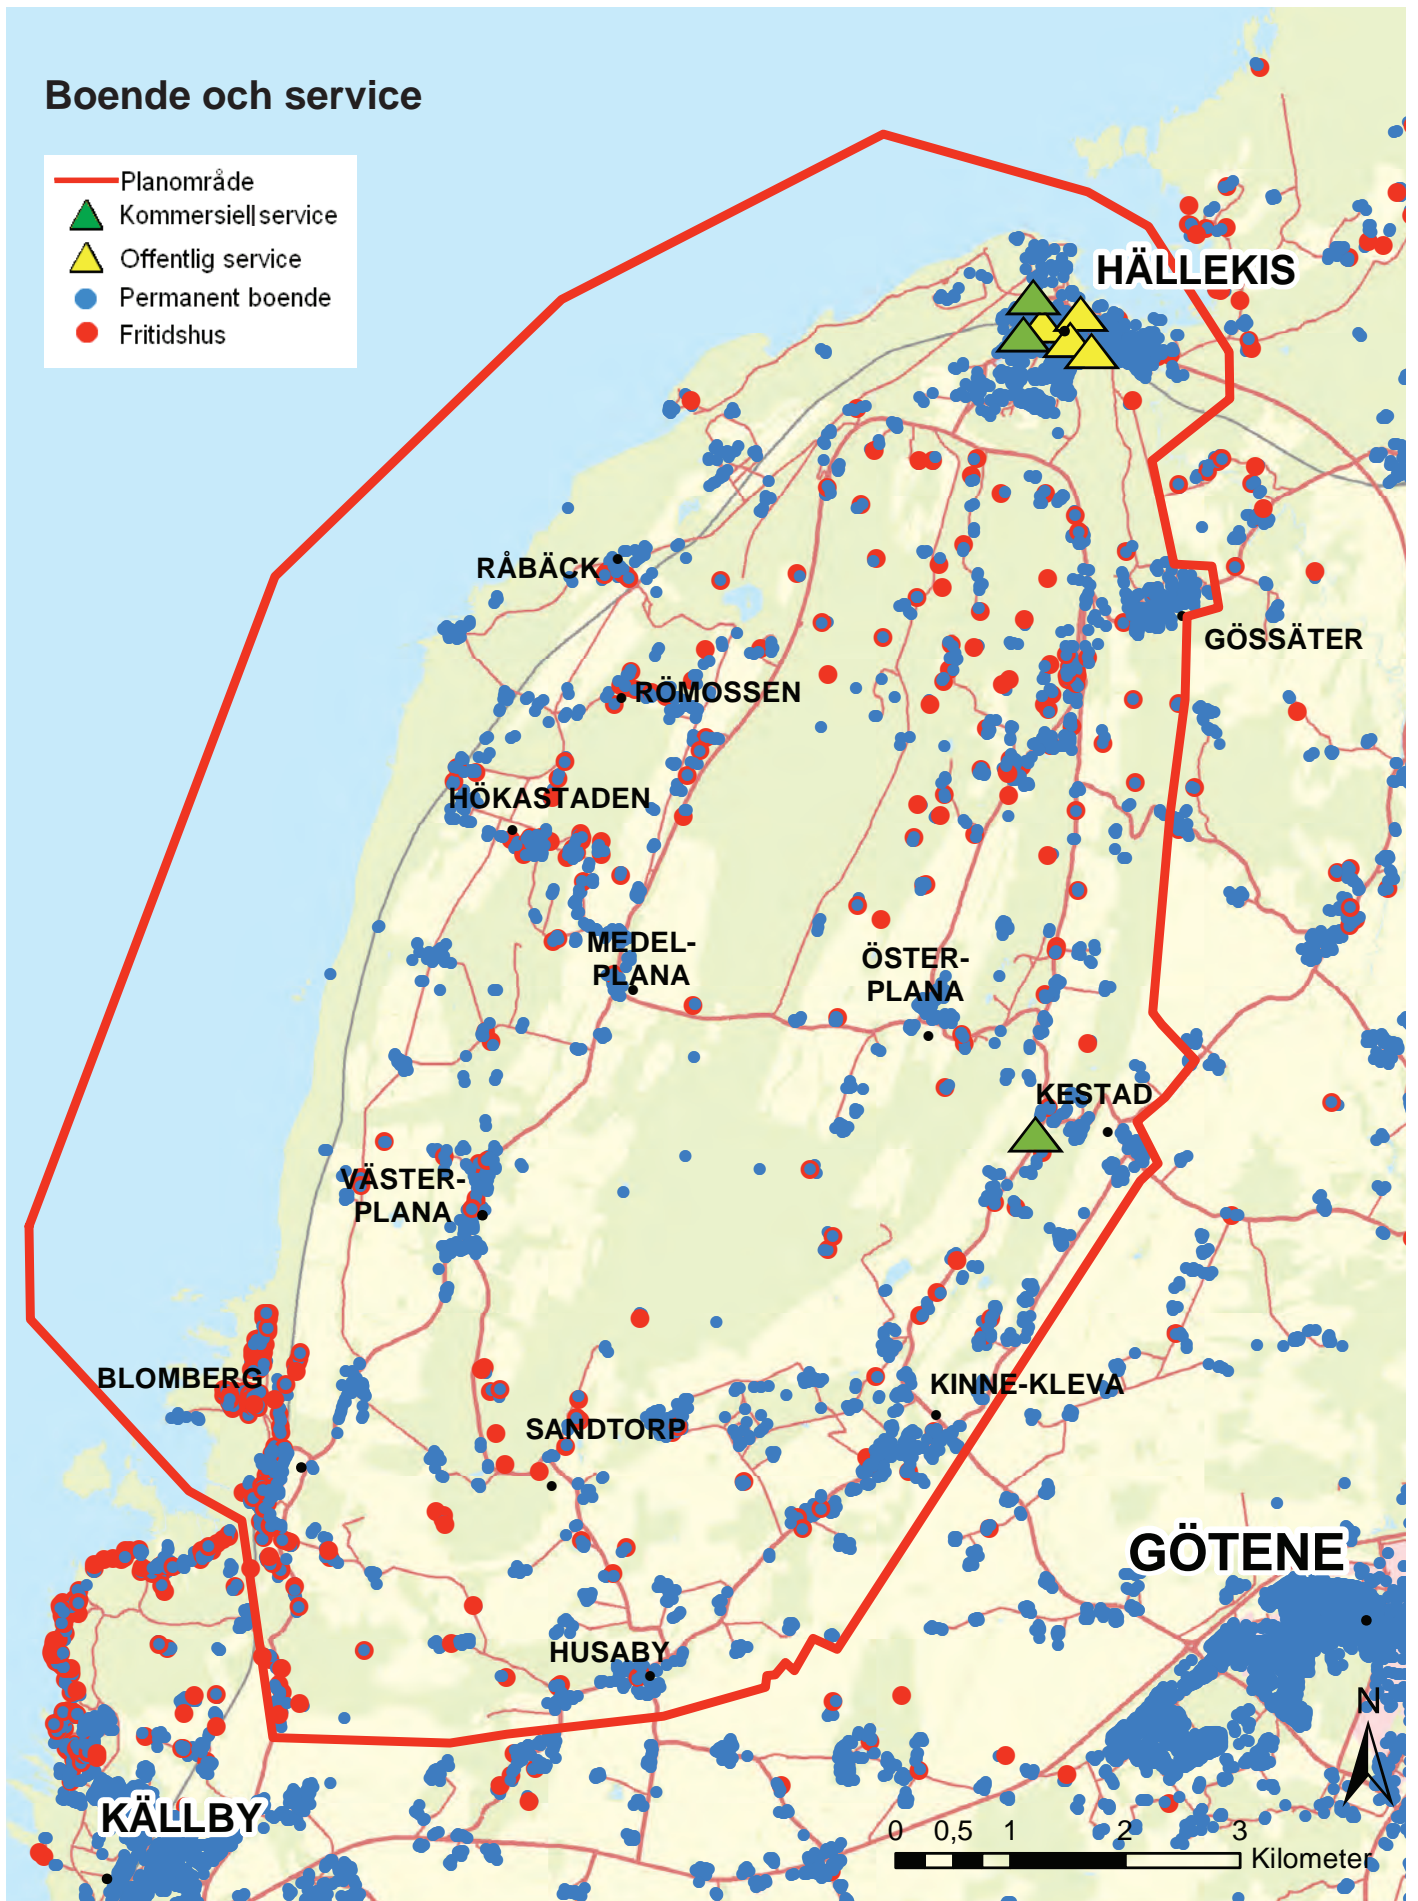 Boende och service
Planområde
Kommersiell service
Offentlig service
Permanent boende
Fritidshus
HÄLLEKIS
RÅBÄCK
GÖSSÄTER
RÖMOSSEN
HÖKASTADEN
MEDEL-
PLANA
ÖSTER-
PLANA
KESTAD
VÄSTER-
PLANA
BLOMBERG
KINNE-KLEVA
SANDTORP
GÖTENE
HUSABY
N
KÄLLBY
0 0,5 1 2 3
Kilometer